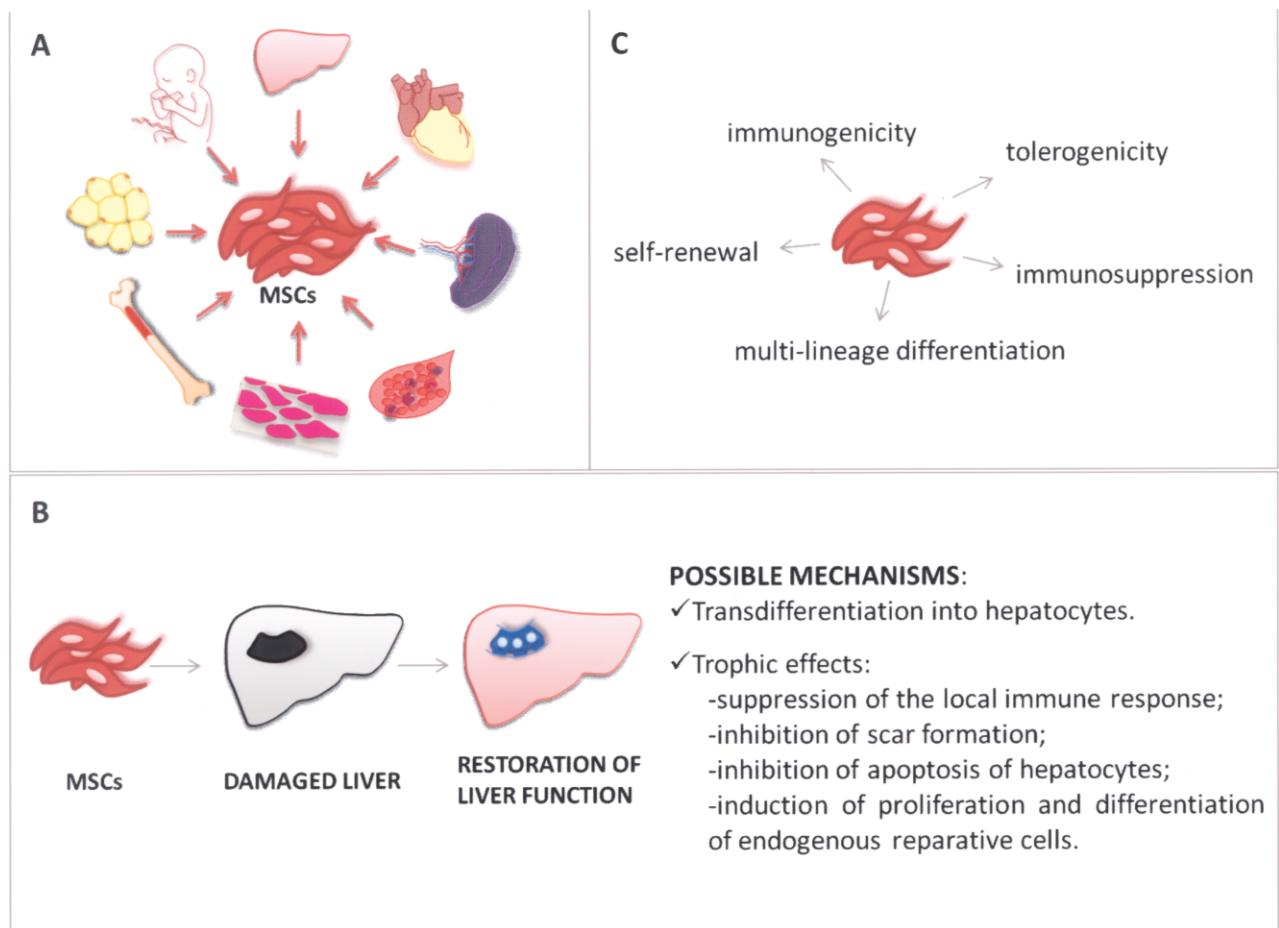 A
MSCs
C
immunogenicity
tolerogenicity
self-renewal
immunosuppression
multi-lineage differentiation
B
MSCs
DAMAGED LIVER
RESTORATION OF
LIVER FUNCTION
POSSIBLE MECHANISMS:
✓Transdifferentiation into hepatocytes.
✓Trophic effects:
-suppression of the local immune response;
-inhibition of scar formation;
-inhibition of apoptosis of hepatocytes;
-induction of proliferation and differentiation
of endogenous reparative cells.